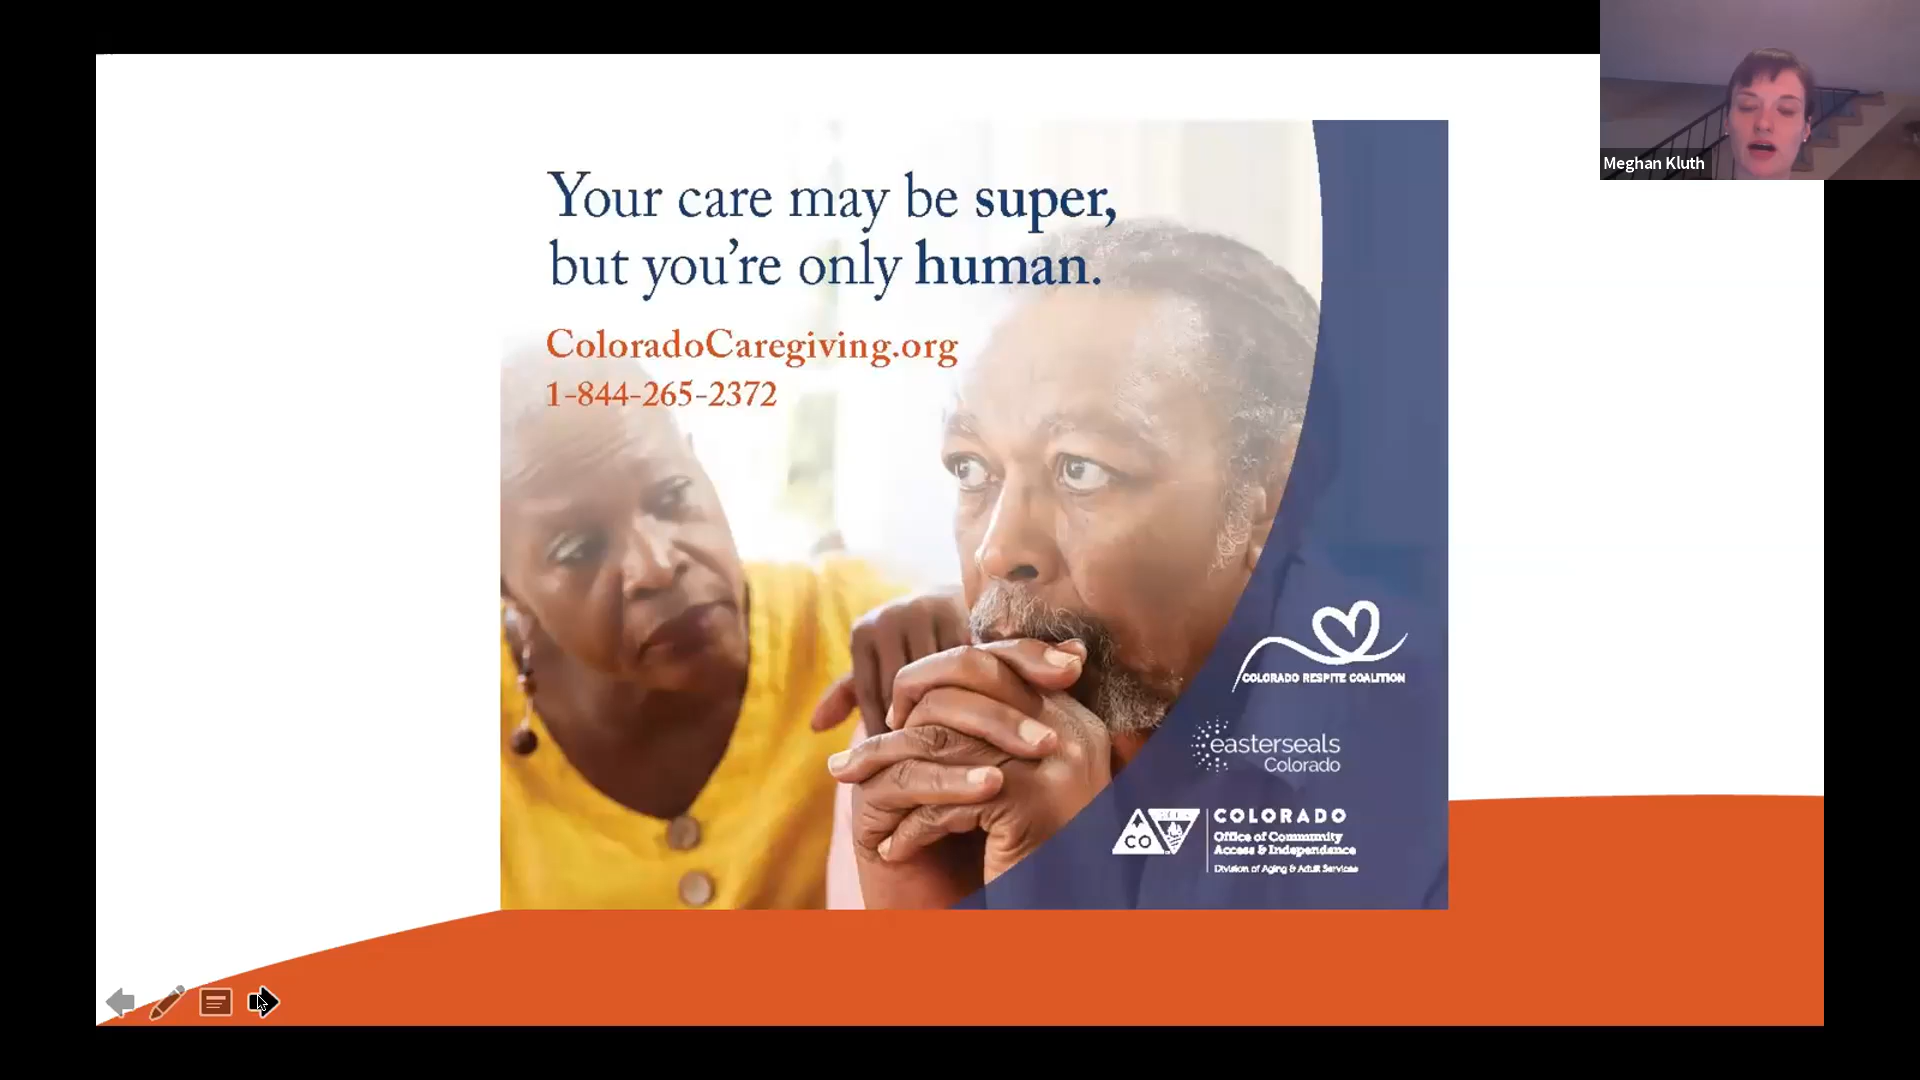 Your care may be super,
but you're only human.
ColoradoCaregiving.org
1-844-265-2372
Meghan Kluth
COLORADO RESPITE COALITION
easterseals
Colorado
CO
COLORADO
Office of Community
Access & Independence
Division of Aging & Adult Services